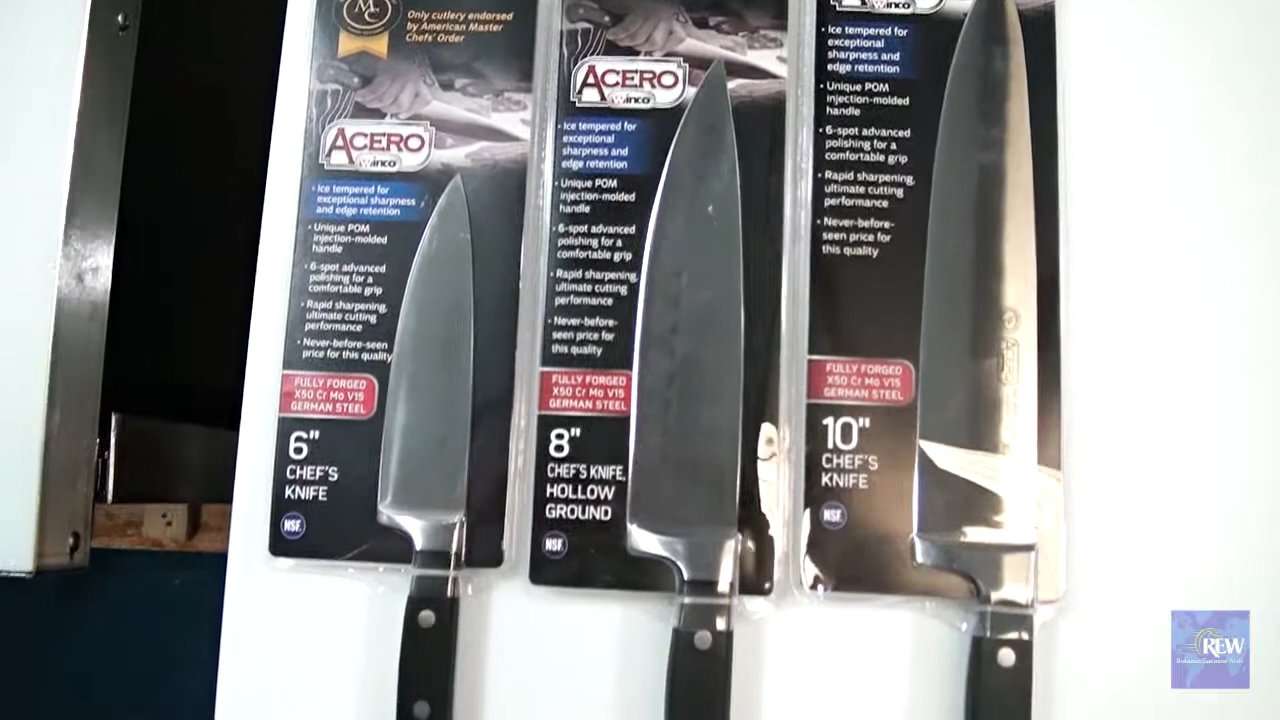 MC
Only cutlery endorsed
by American Master
Chefs' Order
ACERO
winco
• Ice tempered for
exceptional sharpness
and edge retention
• Unique POM
injection-molded
handle
• 6-spot advanced
polishing for a
comfortable grip
• Rapid sharpening,
ultimate cutting
performance
• Never-before-seen
price for this quality
FULLY FORGED
X50 Cr Mo V15
GERMAN STEEL
6"
CHEF'S
KNIFE
NSF.
ACERO
winco
• Ice tempered for
exceptional
sharpness and
edge retention
• Unique POM
injection-molded
handle
• 6-spot advanced
polishing for a
comfortable grip
• Rapid sharpening,
ultimate cutting
performance
• Never-before-
seen price for
this quality
FULLY FORGED
X50 Cr Mo V15
GERMAN STEEL
8"
CHEF'S KNIFE,
HOLLOW
GROUND
NSF.
winco
• Ice tempered for
exceptional
sharpness and
edge retention
• Unique POM
injection-molded
handle
• 6-spot advanced
polishing for a
comfortable grip
• Rapid sharpening,
ultimate cutting
performance
• Never-before-
seen price for
this quality
FULLY FORGED
X50 Cr Mo V15
GERMAN STEEL
10"
CHEF'S
KNIFE
NSF.
REW